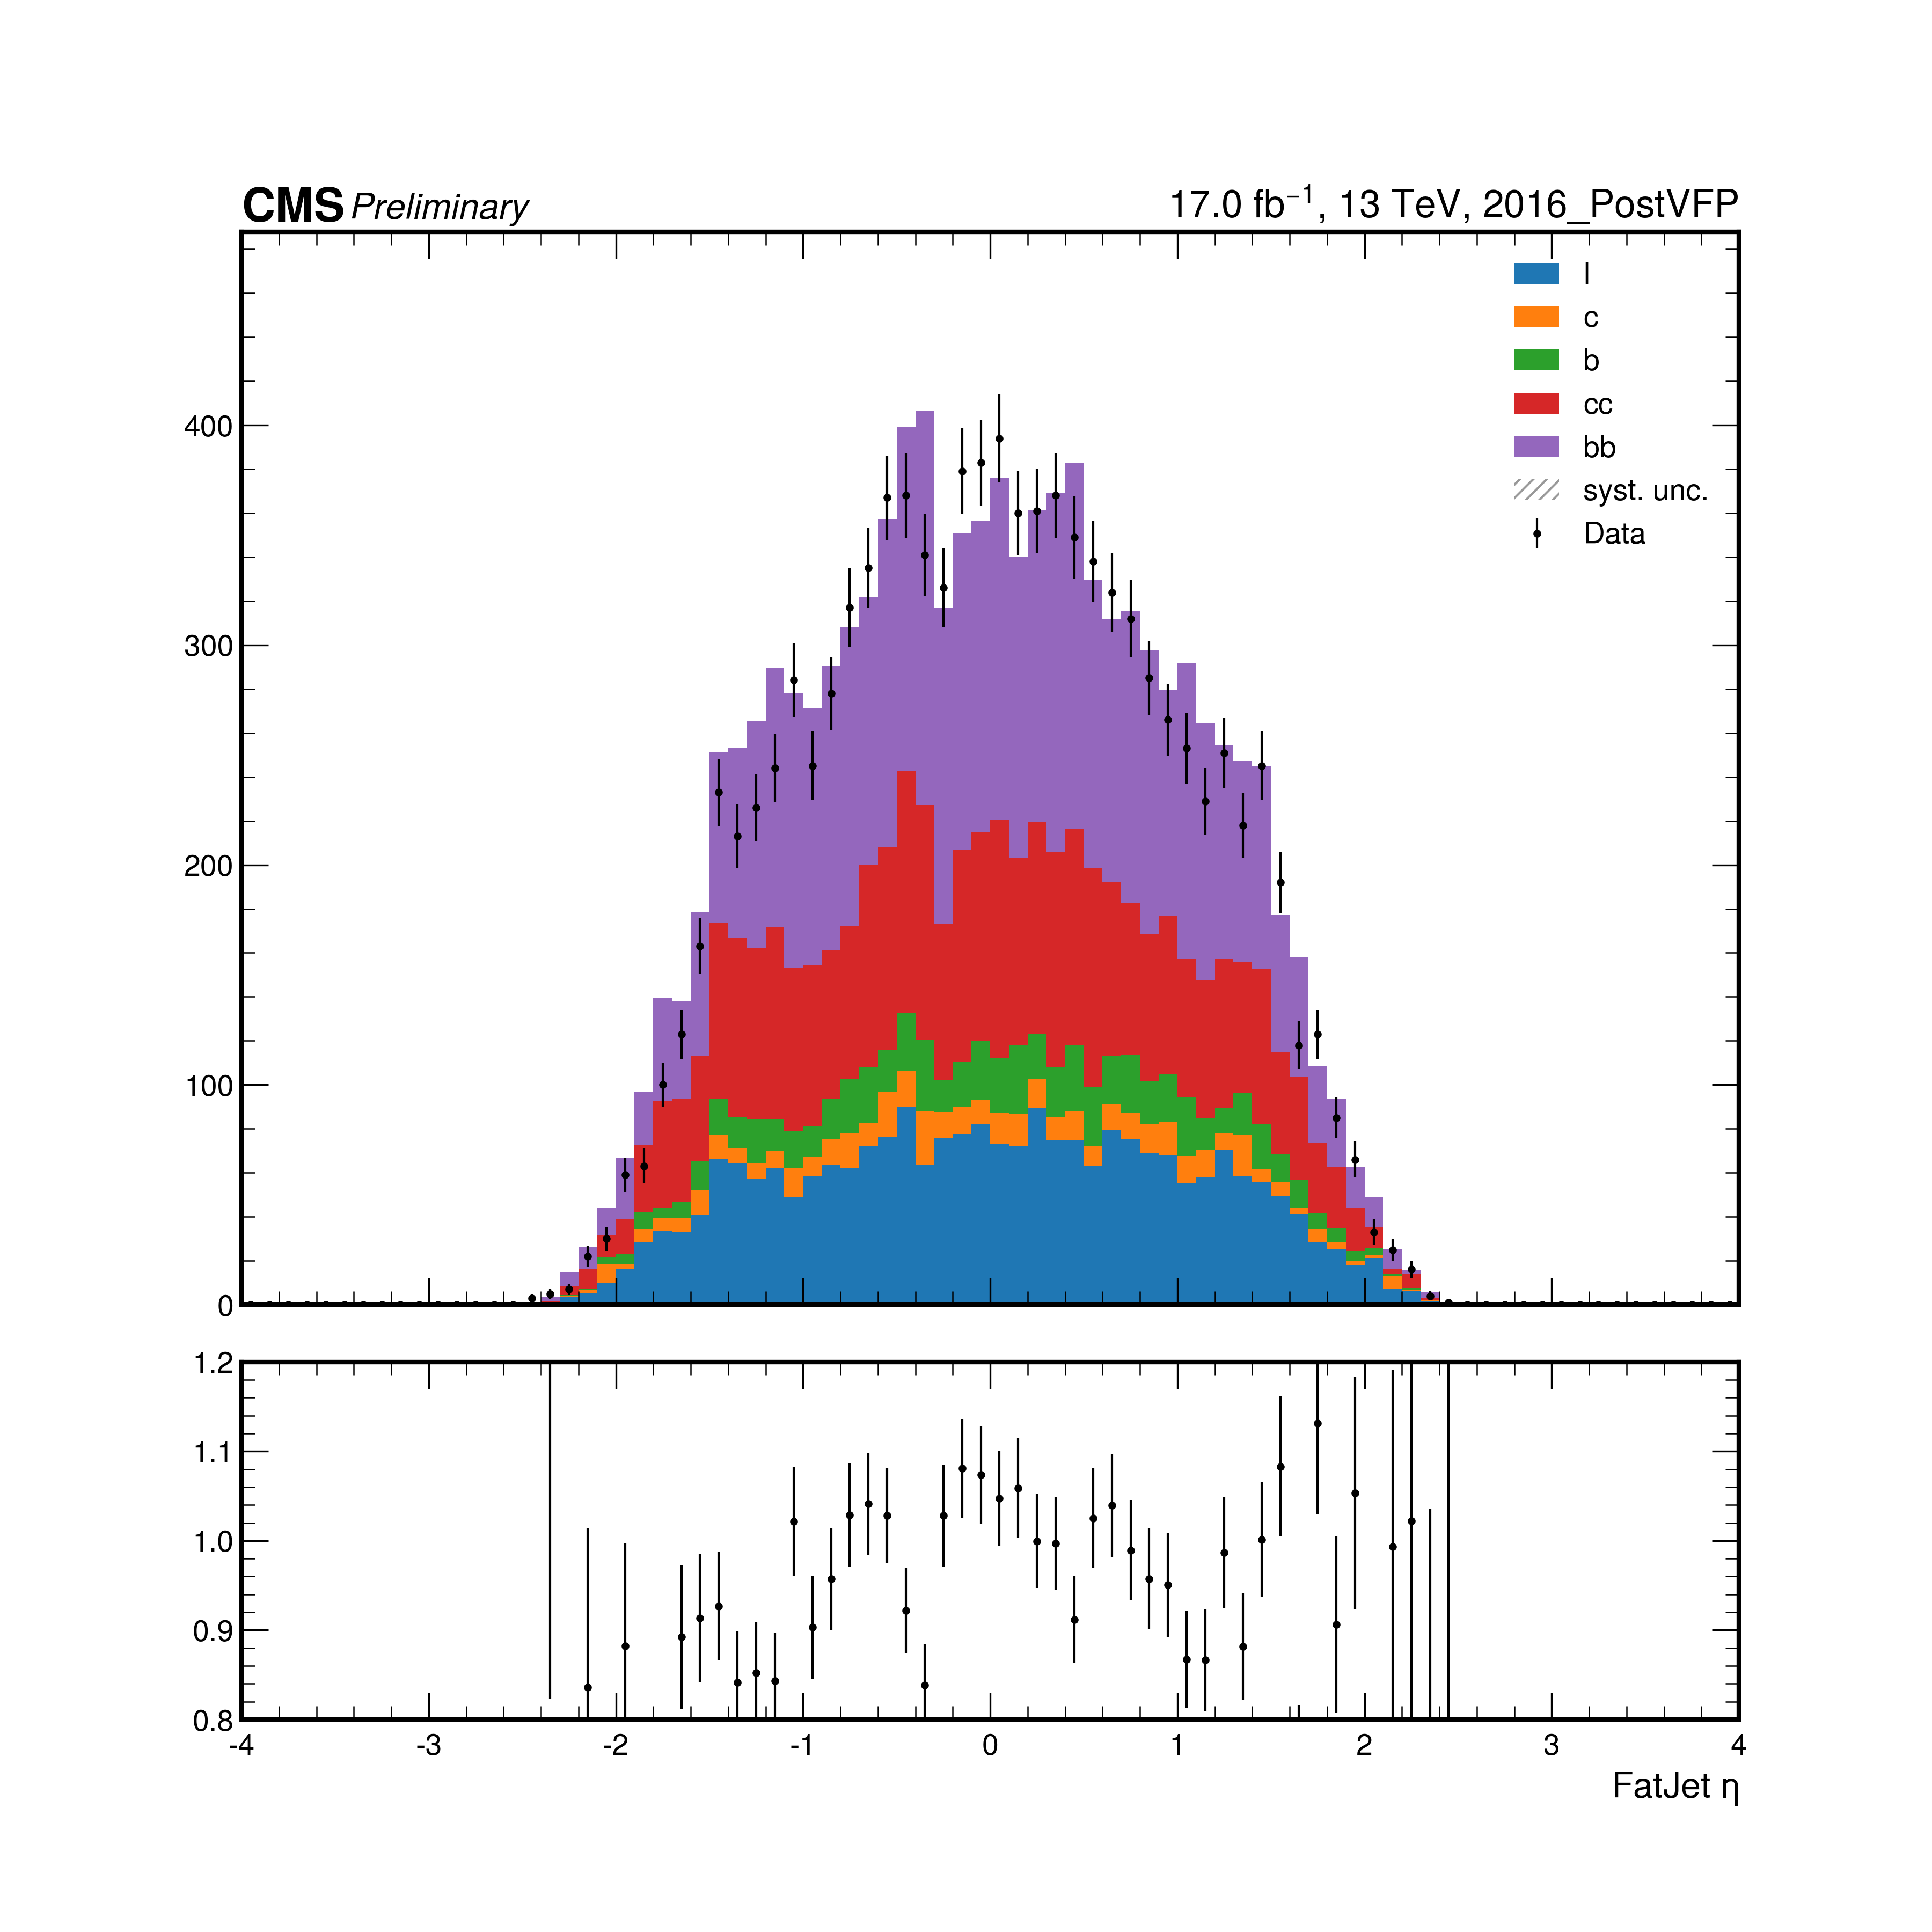 CMS Preliminary 17.0 fb⁻¹, 13 TeV, 2016_PostVFP
l
c
b
cc
bb
syst. unc.
Data
400
300
200
100
0
1.2
1.1
1.0
0.9
0.8
-4 -3 -2 -1 0 1 2 3 4
FatJet η